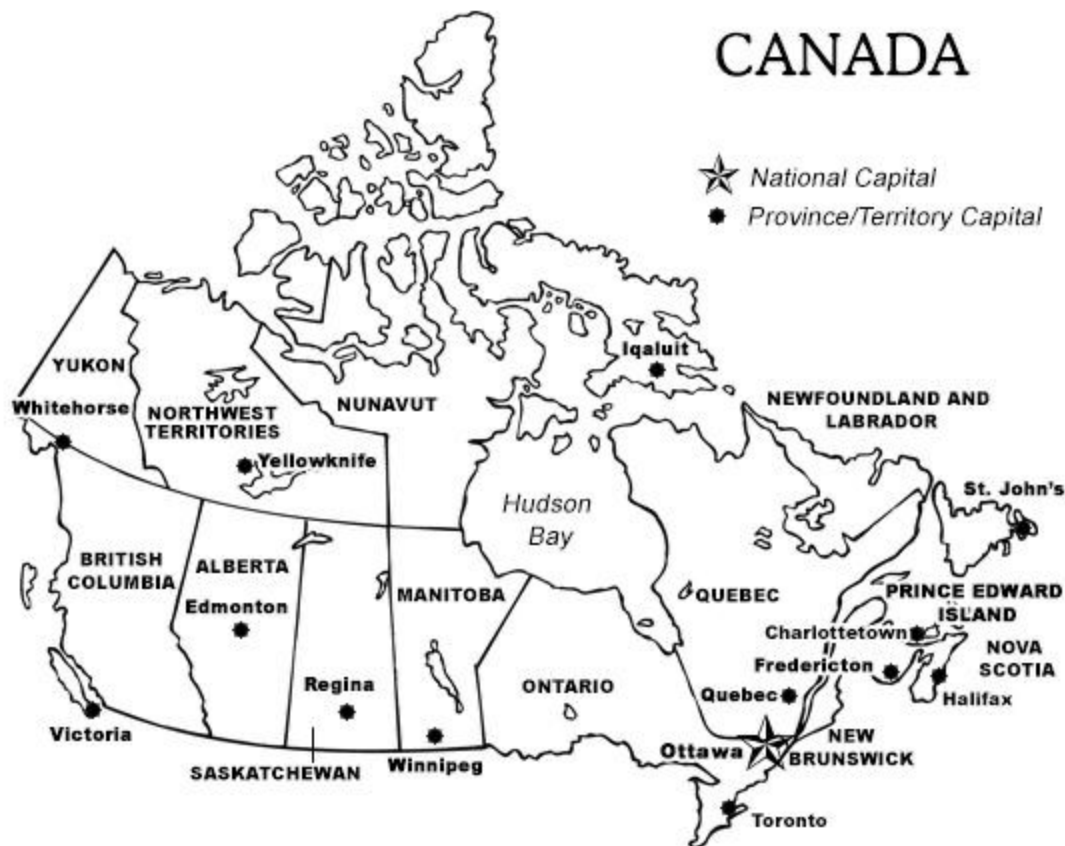 CANADA
National Capital
Province/Territory Capital
Iqaluit
YUKON
Whitehorse
NORTHWEST
TERRITORIES
NUNAVUT
NEWFOUNDLAND AND
LABRADOR
Yellowknife
St. John's
Hudson
Bay
BRITISH
COLUMBIA
ALBERTA
Edmonton
MANITOBA
QUEBEC
PRINCE EDWARD
ISLAND
Charlottetown
NOVA
SCOTIA
Fredericton
Regina
ONTARIO
Quebec
Halifax
Victoria
SASKATCHEWAN
Winnipeg
Ottawa
NEW
BRUNSWICK
Toronto